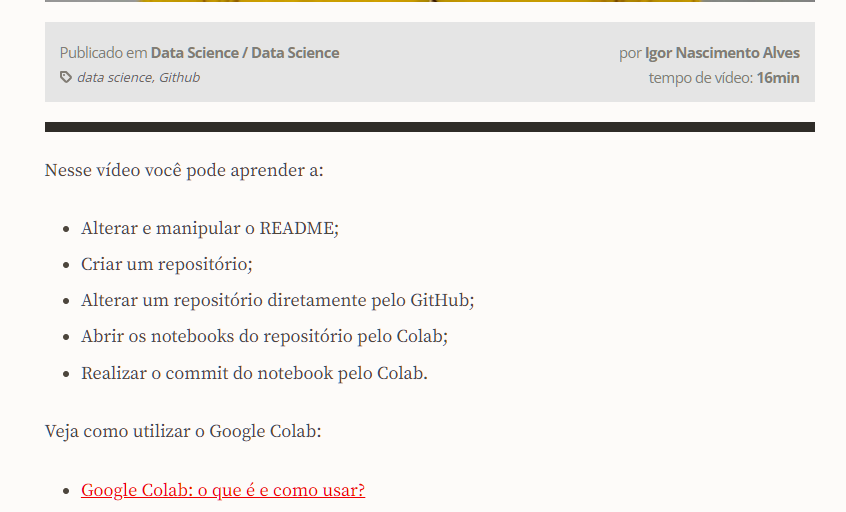 Publicado em Data Science / Data Science
por Igor Nascimento Alves
data science, Github
tempo de vídeo: 16min
Nesse vídeo você pode aprender a:
Alterar e manipular o README;
Criar um repositório;
Alterar um repositório diretamente pelo GitHub;
Abrir os notebooks do repositório pelo Colab;
Realizar o commit do notebook pelo Colab.
Veja como utilizar o Google Colab:
Google Colab: o que é e como usar?